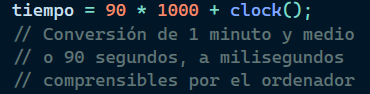 tiempo = 90 * 1000 + clock();
// Conversión de 1 minuto y medio
// o 90 segundos, a milisegundos
// comprensibles por el ordenador